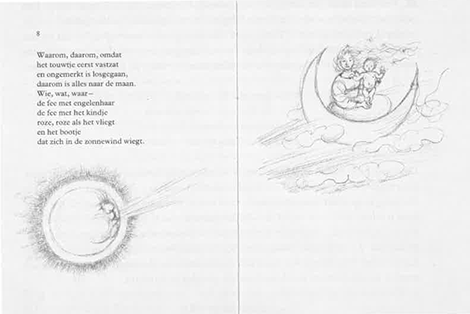 8
Waarom, daarom, omdat
het touwtje eerst vastzat
en ongemerkt is losgegaan,
daarom is alles naar de maan.
Wie, wat, waar–
de fee met engelenhaar
de fee met het kindje
roze, roze als het vliegt
en het bootje
dat zich in de zonnewind wiegt.